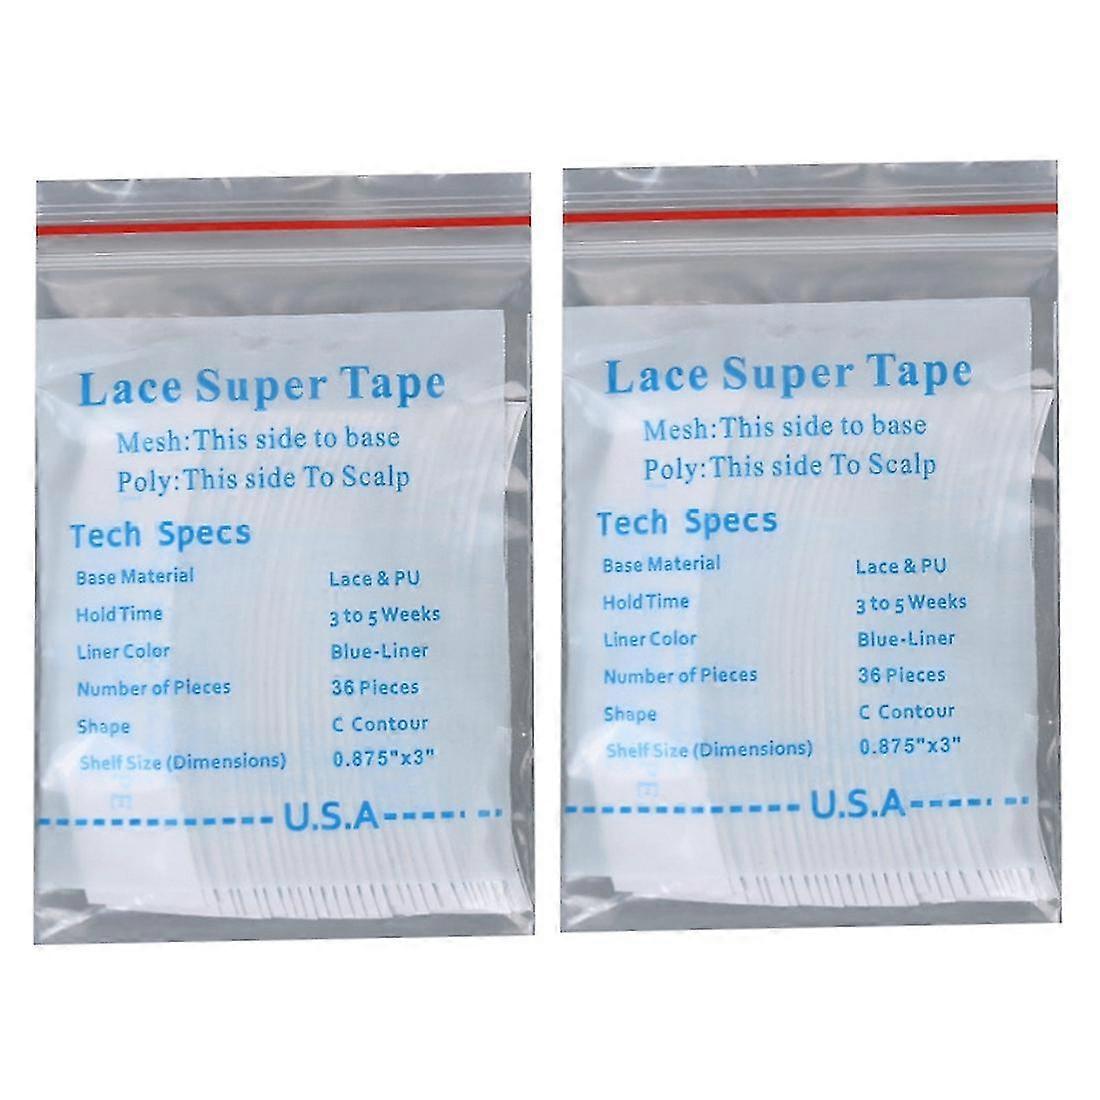 Lace Super Tape
Mesh:This side to base
Poly:This side To Scalp
Tech Specs
Base Material Lace & PU
Hold Time 3 to 5 Weeks
Liner Color Blue-Liner
Number of Pieces 36 Pieces
Shape C Contour
Shelf Size (Dimensions) 0.875"x3"
U.S.A
Lace Super Tape
Mesh:This side to base
Poly:This side To Scalp
Tech Specs
Base Material Lace & PU
Hold Time 3 to 5 Weeks
Liner Color Blue-Liner
Number of Pieces 36 Pieces
Shape C Contour
Shelf Size (Dimensions) 0.875"x3"
U.S.A